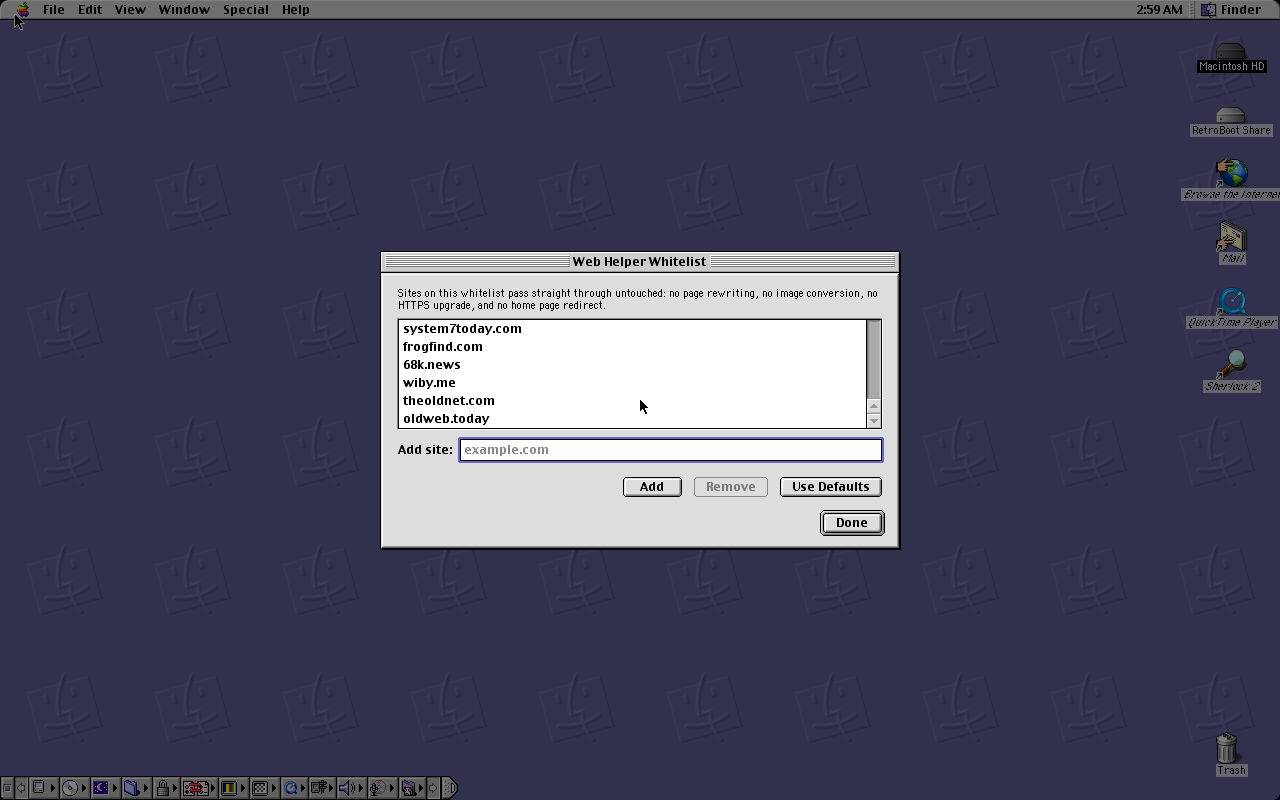 File Edit View Window Special Help 2:59 AM Finder
Macintosh HD
RetroBoot Share
Browse the Internet
Mail
QuickTime Player
Sherlock 2
Web Helper Whitelist
Sites on this whitelist pass straight through untouched: no page rewriting, no image conversion, no
HTTPS upgrade, and no home page redirect.
system7today.com
frogfind.com
68k.news
wiby.me
theoldnet.com
oldweb.today
Add site: example.com
Add Remove Use Defaults
Done
Trash